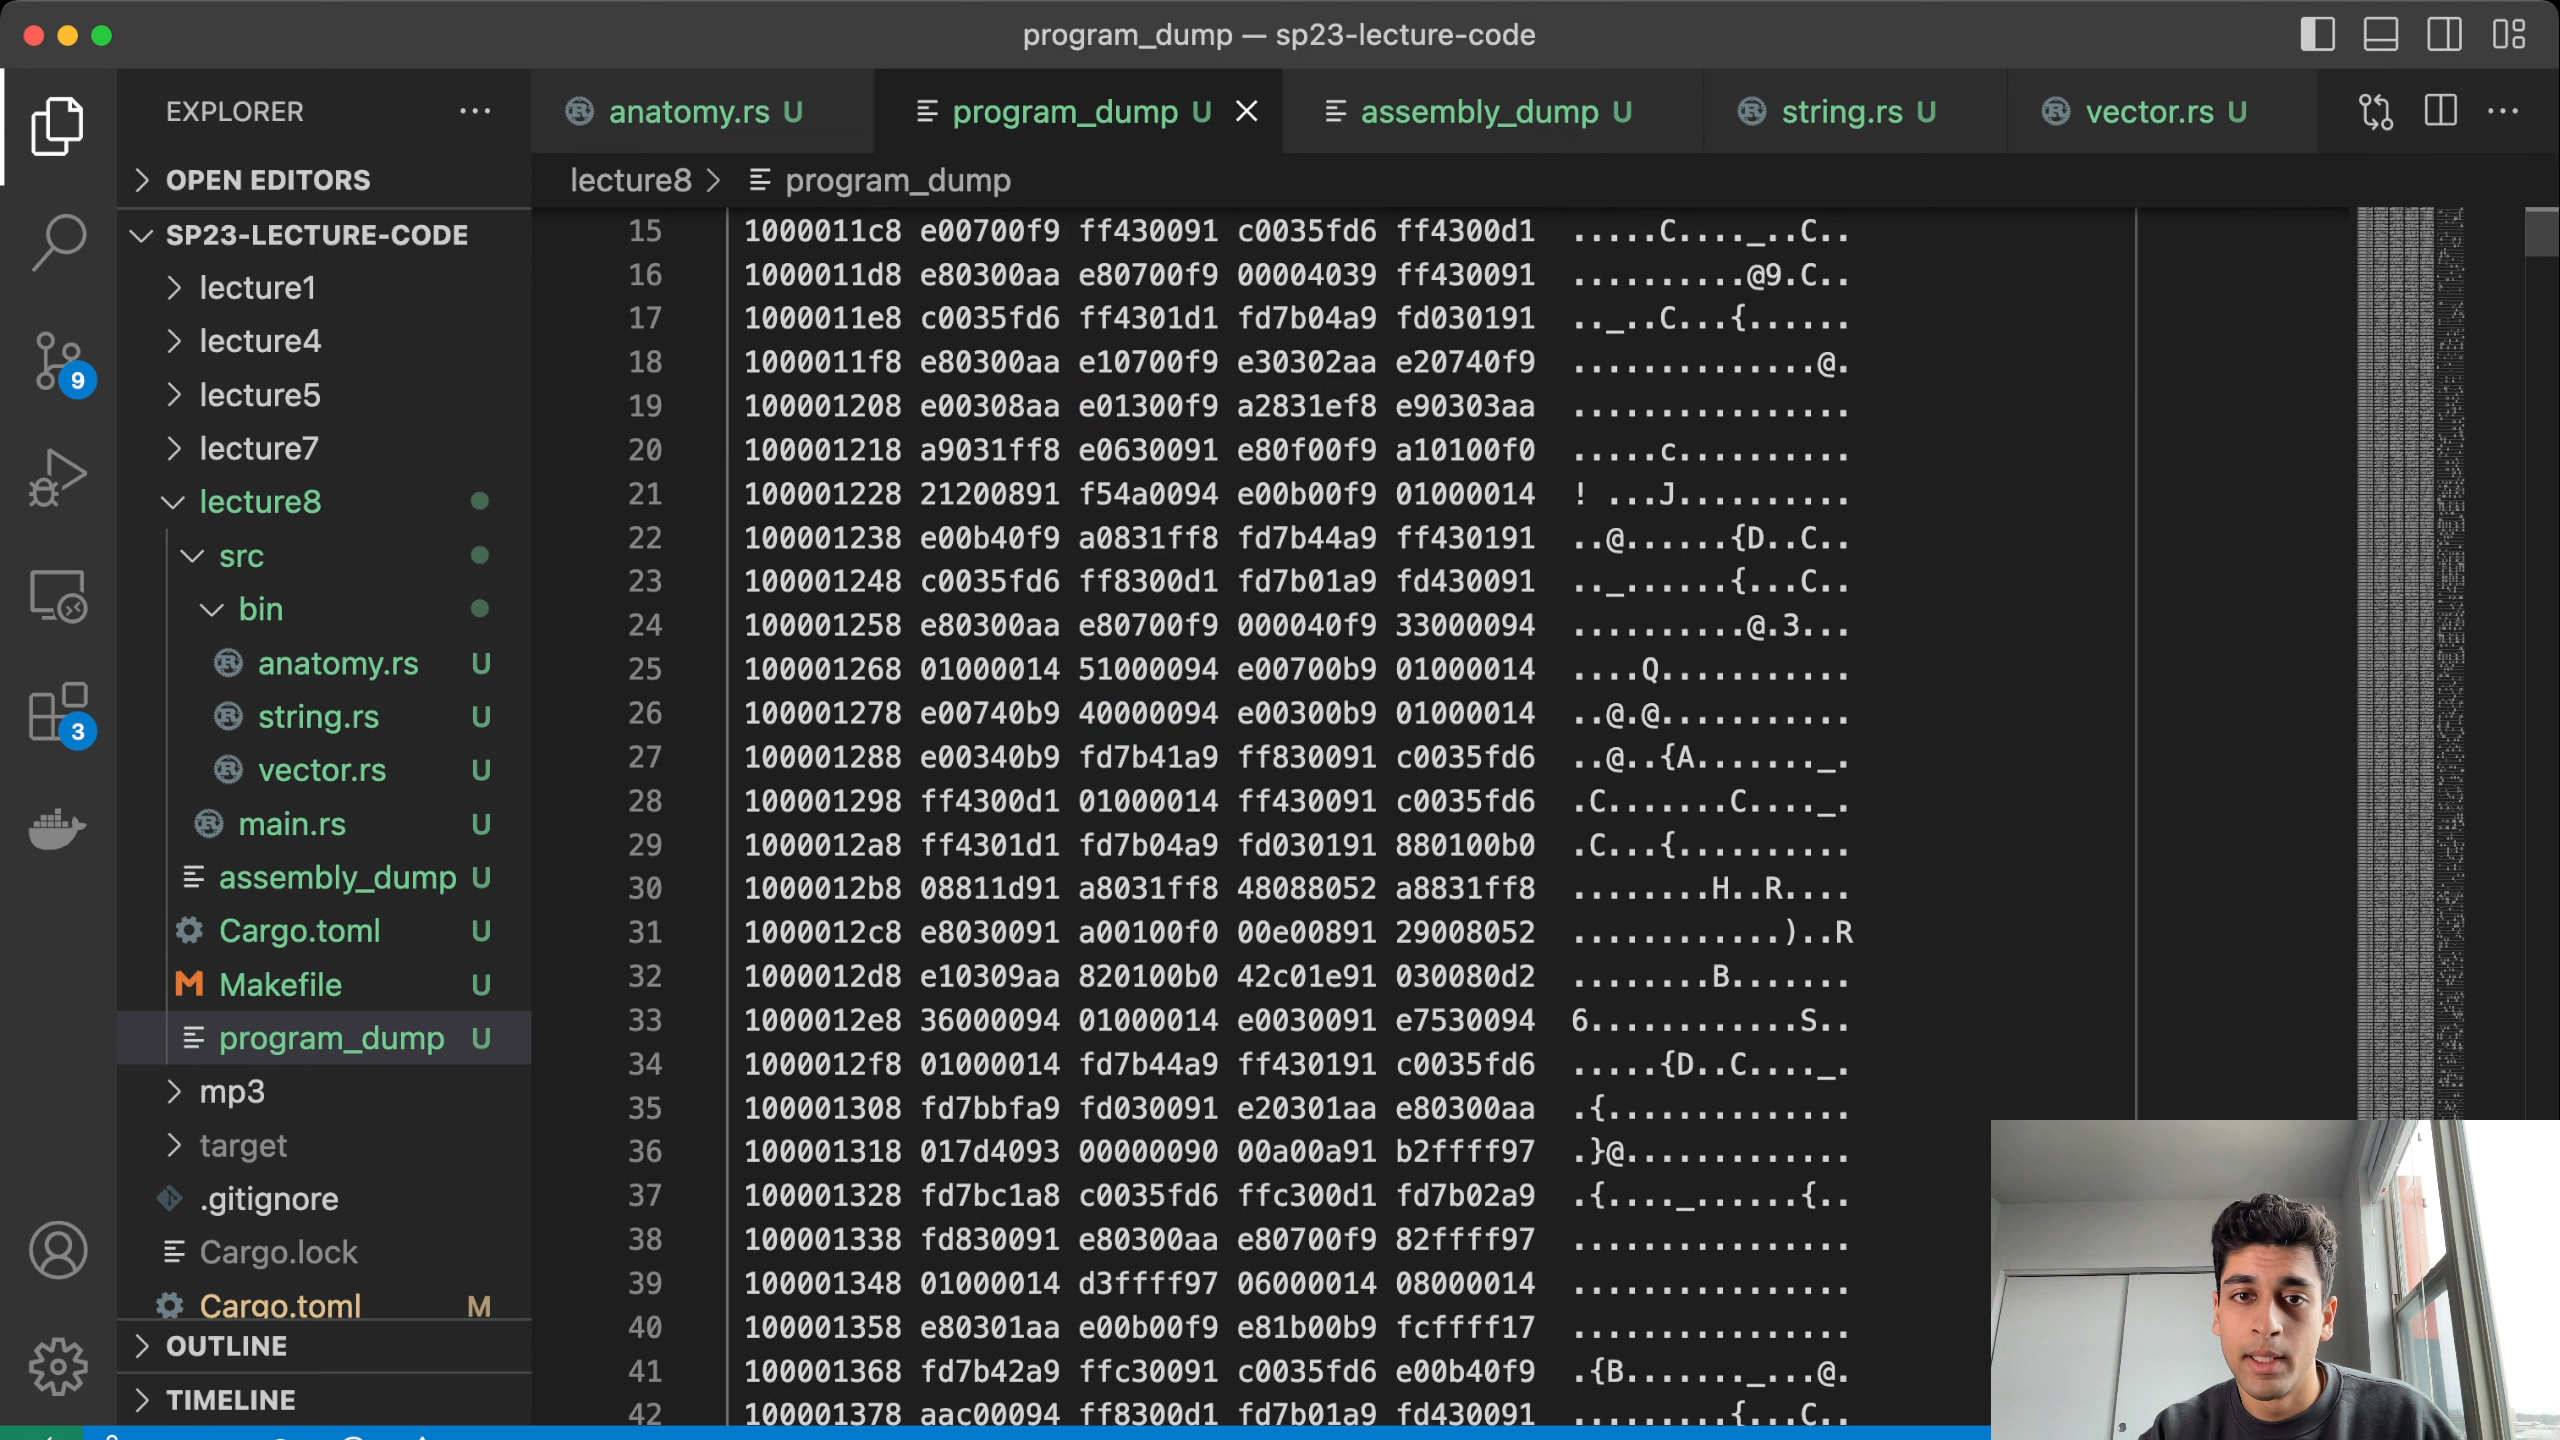 program_dump — sp23-lecture-code
EXPLORER
anatomy.rs U
program_dump U
assembly_dump U
string.rs U
vector.rs U
OPEN EDITORS
lecture8 > program_dump
SP23-LECTURE-CODE
lecture1
lecture4
lecture5
lecture7
lecture8
src
bin
anatomy.rs U
string.rs U
vector.rs U
main.rs U
assembly_dump U
Cargo.toml U
Makefile U
program_dump U
mp3
target
.gitignore
Cargo.lock
Cargo.toml M
OUTLINE
TIMELINE
9
3
15 1000011c8 e00700f9 ff430091 c0035fd6 ff4300d1 .....C...._..C..
16 1000011d8 e80300aa e80700f9 00004039 ff430091 ..........@9.C..
17 1000011e8 c0035fd6 ff4301d1 fd7b04a9 fd030191 .._..C...{......
18 1000011f8 e80300aa e10700f9 e30302aa e20740f9 ..............@.
19 100001208 e00308aa e01300f9 a2831ef8 e90303aa ................
20 100001218 a9031ff8 e0630091 e80f00f9 a10100f0 .....c..........
21 100001228 21200891 f54a0094 e00b00f9 01000014 ! ...J..........
22 100001238 e00b40f9 a0831ff8 fd7b44a9 ff430191 ..@......{D..C..
23 100001248 c0035fd6 ff8300d1 fd7b01a9 fd430091 .._......{...C..
24 100001258 e80300aa e80700f9 000040f9 33000094 ..........@.3...
25 100001268 01000014 51000094 e00700b9 01000014 ....Q...........
26 100001278 e00740b9 40000094 e00300b9 01000014 ..@.@...........
27 100001288 e00340b9 fd7b41a9 ff830091 c0035fd6 ..@..{A......._.
28 100001298 ff4300d1 01000014 ff430091 c0035fd6 .C.......C...._.
29 1000012a8 ff4301d1 fd7b04a9 fd030191 880100b0 .C...{..........
30 1000012b8 08811d91 a8031ff8 48088052 a8831ff8 ........H..R....
31 1000012c8 e8030091 a00100f0 00e00891 29008052 ............)..R
32 1000012d8 e10309aa 820100b0 42c01e91 030080d2 ........B.......
33 1000012e8 36000094 01000014 e0030091 e7530094 6............S..
34 1000012f8 01000014 fd7b44a9 ff430191 c0035fd6 .....{D..C...._.
35 100001308 fd7bbfa9 fd030091 e20301aa e80300aa .{..............
36 100001318 017d4093 00000090 00a00a91 b2ffff97 .}@.............
37 100001328 fd7bc1a8 c0035fd6 ffc300d1 fd7b02a9 .{...._......{..
38 100001338 fd830091 e80300aa e80700f9 82ffff97 ................
39 100001348 01000014 d3ffff97 06000014 08000014 ................
40 100001358 e80301aa e00b00f9 e81b00b9 fcffff17 ................
41 100001368 fd7b42a9 ffc30091 c0035fd6 e00b40f9 .{B......._...@.
42 100001378 aac00094 ff8300d1 fd7b01a9 fd430091 .........{...C..